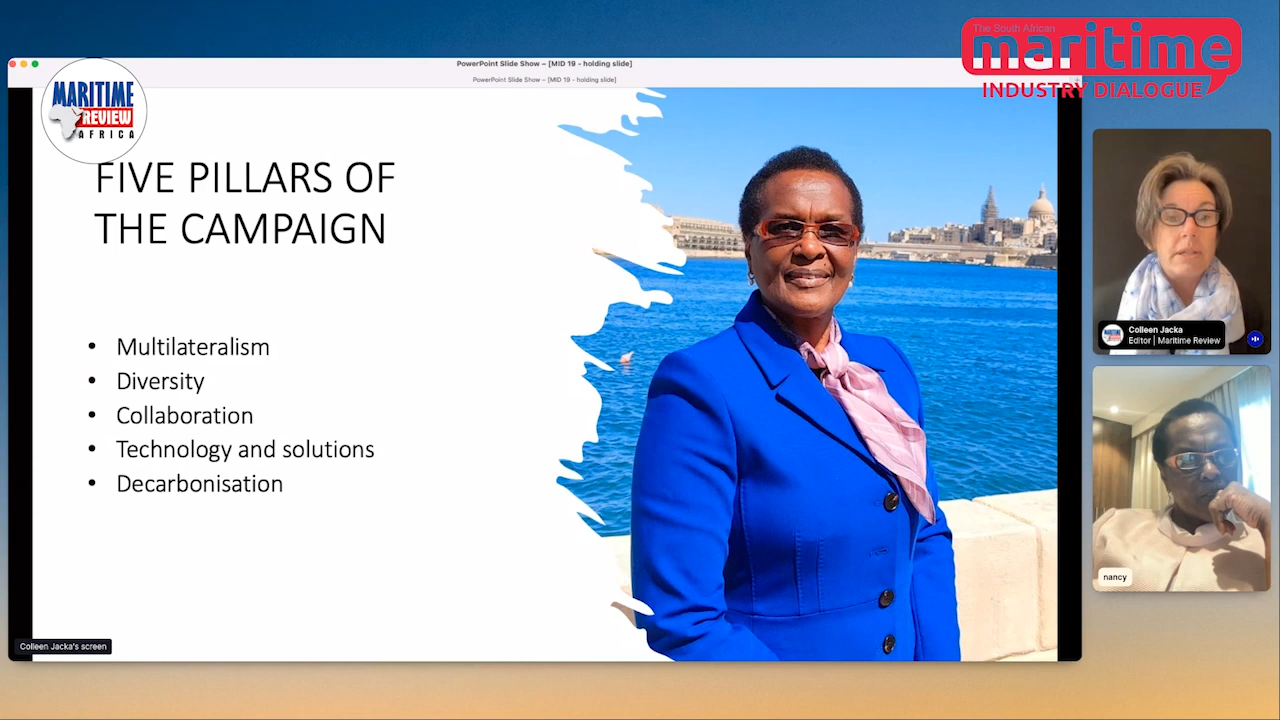 The South African
maritime
INDUSTRY DIALOGUE
PowerPoint Slide Show – [MID 19 - holding slide]
PowerPoint Slide Show – [MID 19 - holding slide]
MARITIME
REVIEW
AFRICA
FIVE PILLARS OF
THE CAMPAIGN
• Multilateralism
• Diversity
• Collaboration
• Technology and solutions
• Decarbonisation
Colleen Jacka
Editor | Maritime Review
nancy
Colleen Jacka's screen